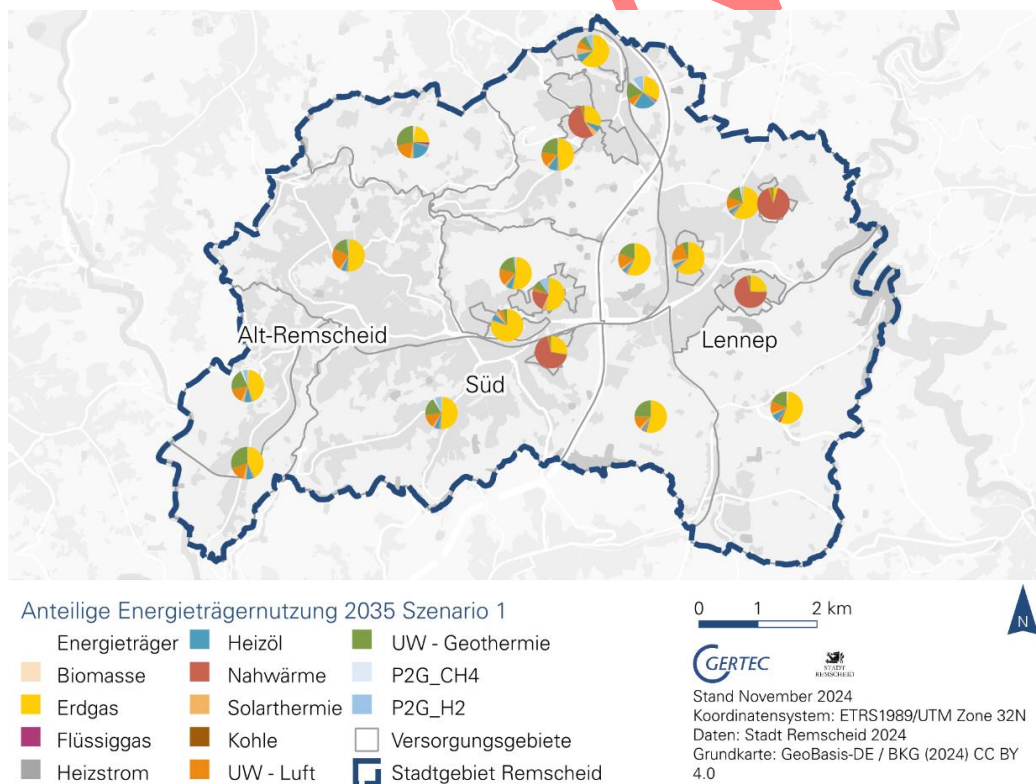 Alt-Remscheid
Lennep
Süd
Anteilige Energieträgernutzung 2035 Szenario 1
Energieträger
Biomasse
Erdgas
Flüssiggas
Heizstrom
Heizöl
Nahwärme
Solarthermie
Kohle
UW - Luft
UW - Geothermie
P2G_CH4
P2G_H2
Versorgungsgebiete
Stadtgebiet Remscheid
0 1 2 km
N
GERTEC
STADT
REMSCHEID
Stand November 2024
Koordinatensystem: ETRS1989/UTM Zone 32N
Daten: Stadt Remscheid 2024
Grundkarte: GeoBasis-DE / BKG (2024) CC BY
4.0